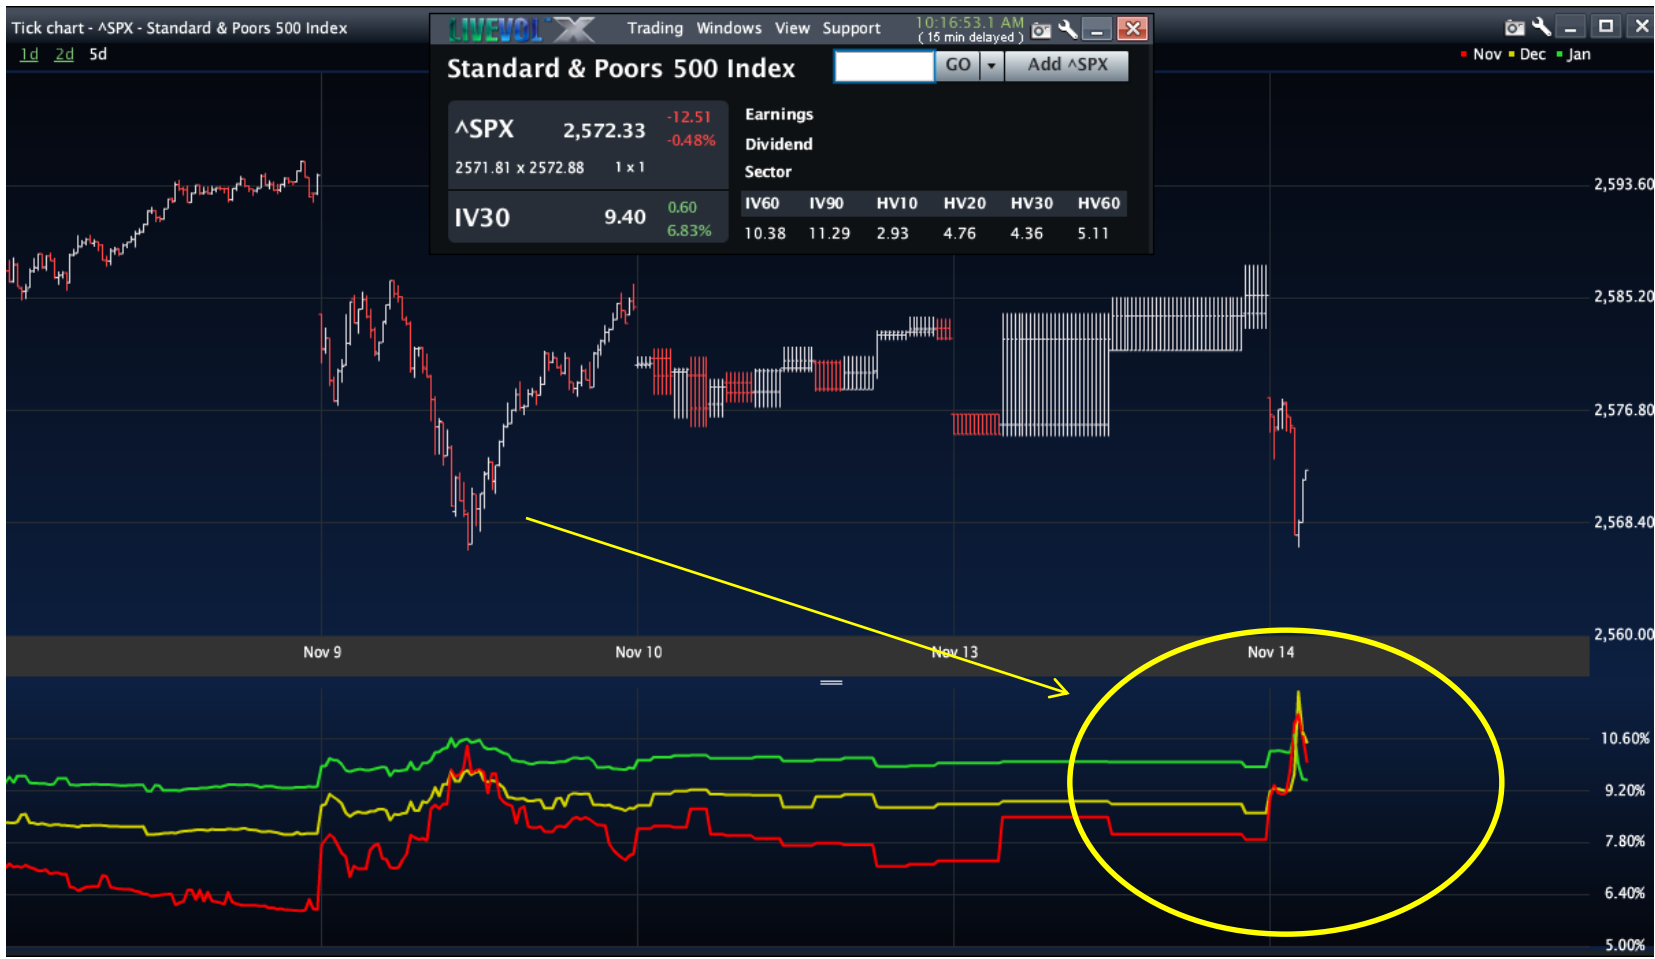 Tick chart - ^SPX - Standard & Poors 500 Index
1d 2d 5d
LIVEVOL X Trading Windows View Support 10:16:53.1 AM
( 15 min delayed )
Standard & Poors 500 Index GO Add ^SPX
Nov Dec Jan
^SPX 2,572.33 -12.51
-0.48%
2571.81 x 2572.88 1 x 1
IV30 9.40 0.60
6.83%
Earnings
Dividend
Sector
IV60 IV90 HV10 HV20 HV30 HV60
10.38 11.29 2.93 4.76 4.36 5.11
2,593.60
2,585.20
2,576.80
2,568.40
2,560.00
Nov 9 Nov 10 Nov 13 Nov 14
10.60%
9.20%
7.80%
6.40%
5.00%